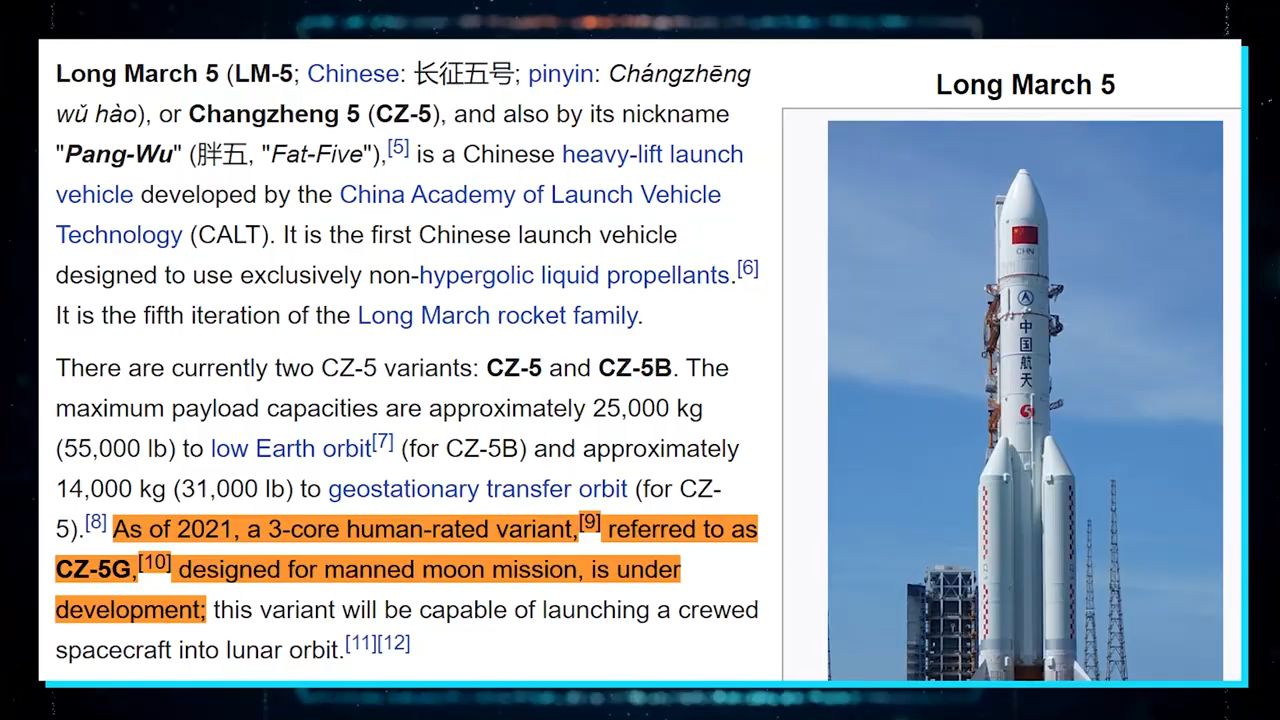 Long March 5 (LM-5; Chinese: 长征五号; pinyin: Chángzhēng
wǔ hào), or Changzheng 5 (CZ-5), and also by its nickname
"Pang-Wu" (胖五, "Fat-Five"),[5] is a Chinese heavy-lift launch
vehicle developed by the China Academy of Launch Vehicle
Technology (CALT). It is the first Chinese launch vehicle
designed to use exclusively non-hypergolic liquid propellants.[6]
It is the fifth iteration of the Long March rocket family.
There are currently two CZ-5 variants: CZ-5 and CZ-5B. The
maximum payload capacities are approximately 25,000 kg
(55,000 lb) to low Earth orbit[7] (for CZ-5B) and approximately
14,000 kg (31,000 lb) to geostationary transfer orbit (for CZ-
5).[8] As of 2021, a 3-core human-rated variant,[9] referred to as
CZ-5G,[10] designed for manned moon mission, is under
development; this variant will be capable of launching a crewed
spacecraft into lunar orbit.[11][12]
Long March 5
CHN
中
国
航
天